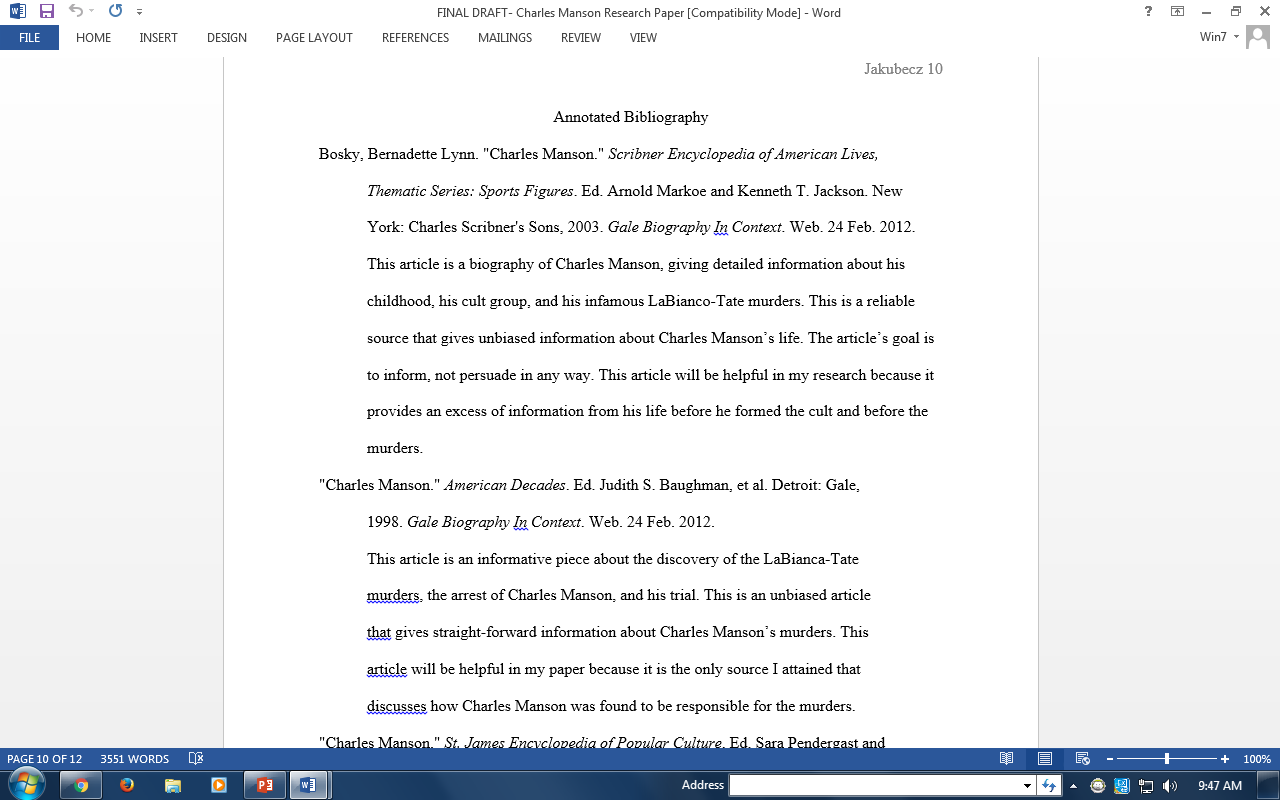 FINAL DRAFT- Charles Manson Research Paper [Compatibility Mode] - Word
FILE HOME INSERT DESIGN PAGE LAYOUT REFERENCES MAILINGS REVIEW VIEW Win7
Jakubecz 10
Annotated Bibliography
Bosky, Bernadette Lynn. "Charles Manson." Scribner Encyclopedia of American Lives,
Thematic Series: Sports Figures. Ed. Arnold Markoe and Kenneth T. Jackson. New
York: Charles Scribner's Sons, 2003. Gale Biography In Context. Web. 24 Feb. 2012.
This article is a biography of Charles Manson, giving detailed information about his
childhood, his cult group, and his infamous LaBianco-Tate murders. This is a reliable
source that gives unbiased information about Charles Manson’s life. The article’s goal is
to inform, not persuade in any way. This article will be helpful in my research because it
provides an excess of information from his life before he formed the cult and before the
murders.
"Charles Manson." American Decades. Ed. Judith S. Baughman, et al. Detroit: Gale,
1998. Gale Biography In Context. Web. 24 Feb. 2012.
This article is an informative piece about the discovery of the LaBianca-Tate
murders, the arrest of Charles Manson, and his trial. This is an unbiased article
that gives straight-forward information about Charles Manson’s murders. This
article will be helpful in my paper because it is the only source I attained that
discusses how Charles Manson was found to be responsible for the murders.
"Charles Manson." St. James Encyclopedia of Popular Culture. Ed. Sara Pendergast and
PAGE 10 OF 12 3551 WORDS 100%
Address 9:47 AM